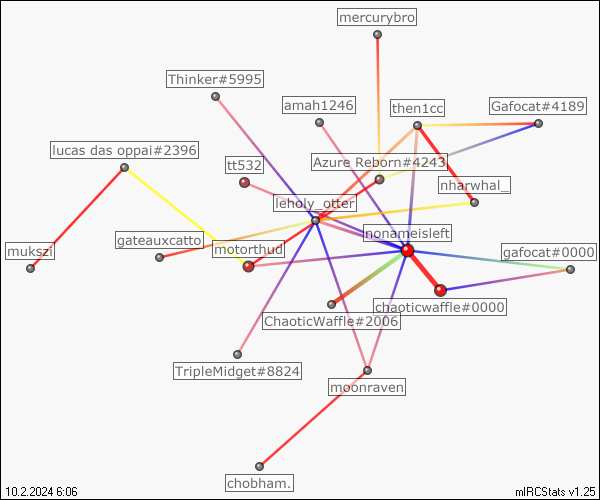 mercurybro
Thinker#5995
amah1246
then1cc
Gafocat#4189
lucas das oppai#2396
tt532
Azure Reborn#4243
nharwhal_
leholy_otter
mukszi
gateauxcatto
motorthud
nonameisleft
gafocat#0000
chaoticwaffle#0000
ChaoticWaffle#2006
TripleMidget#8824
moonraven
chobham.
10.2.2024 6:06
mIRCStats v1.25